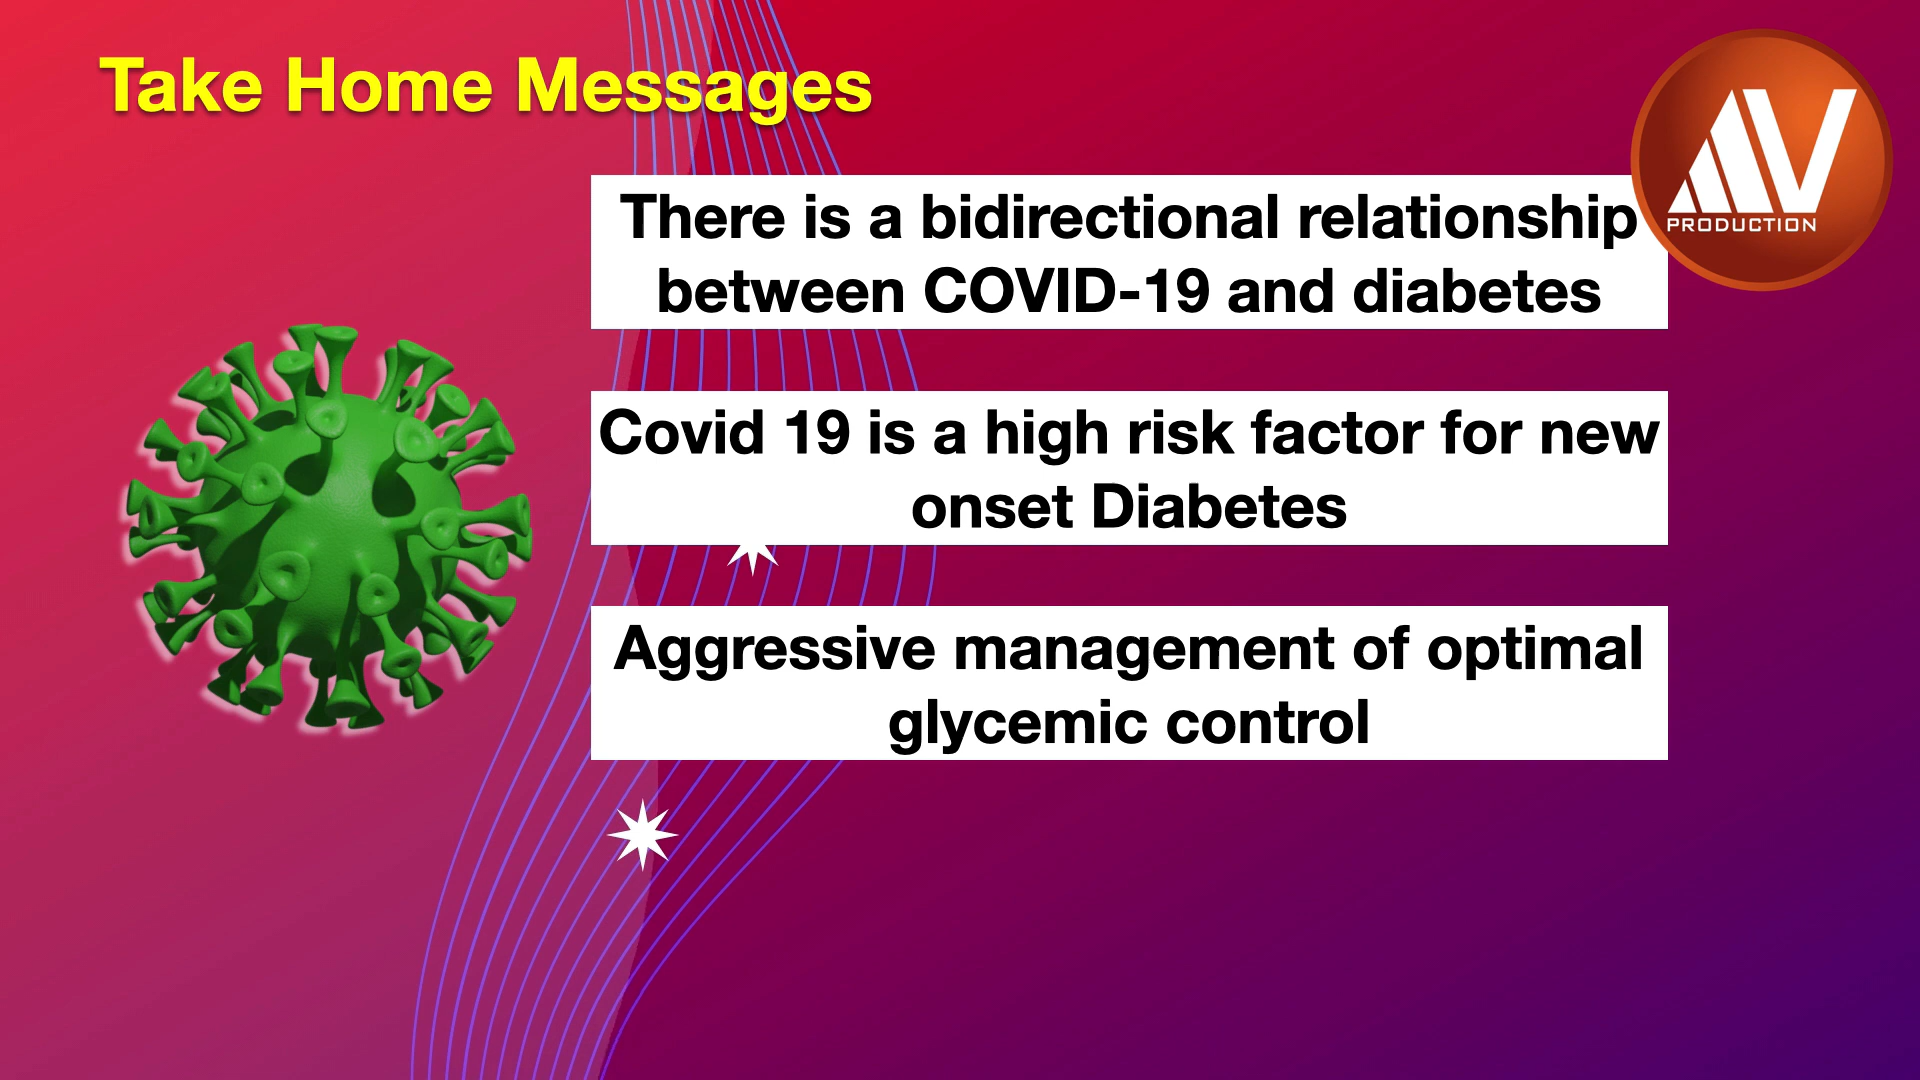 Take Home Messages
AV
PRODUCTION
There is a bidirectional relationship
between COVID-19 and diabetes
Covid 19 is a high risk factor for new
onset Diabetes
Aggressive management of optimal
glycemic control